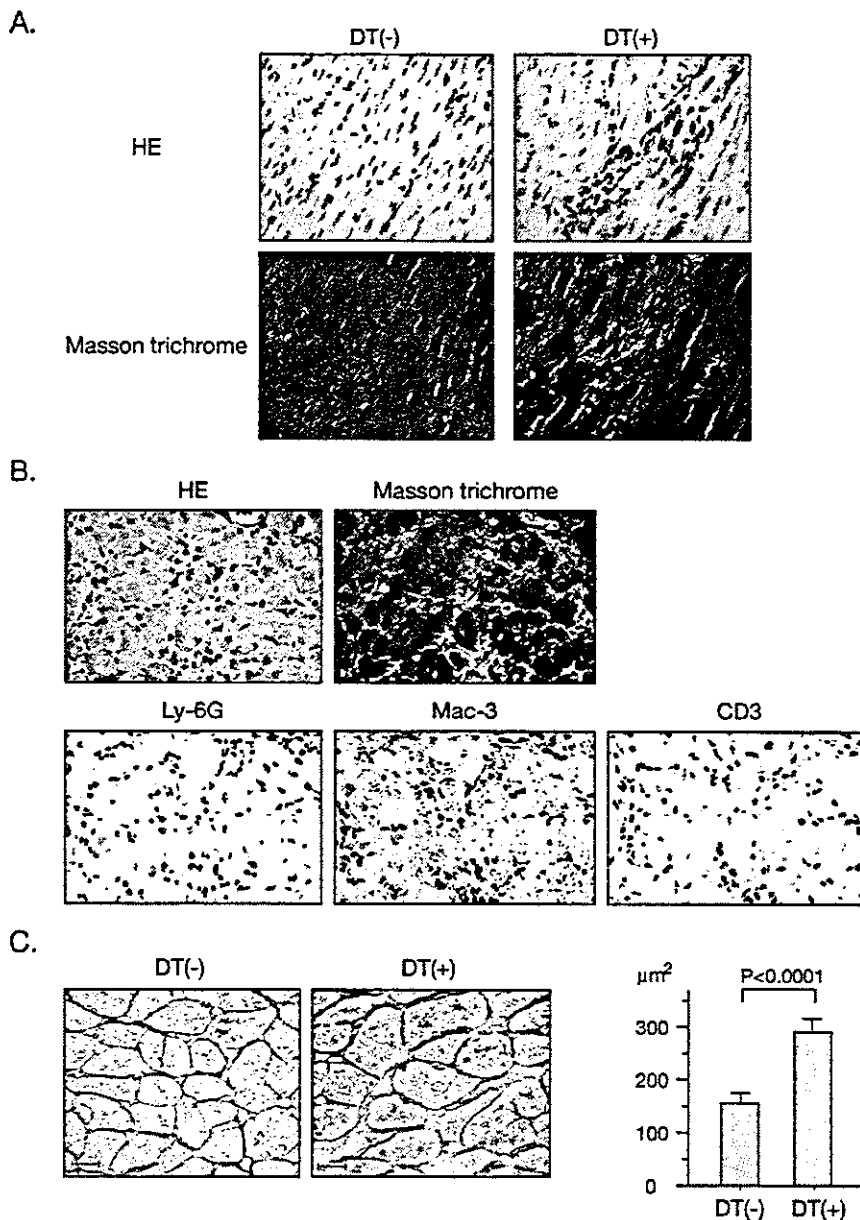 A.
DT(-) DT(+)
HE
Masson trichrome
B.
HE Masson trichrome
Ly-6G Mac-3 CD3
C.
DT(-) DT(+)
μm²
P<0.0001
300
200
100
0
DT(-) DT(+)